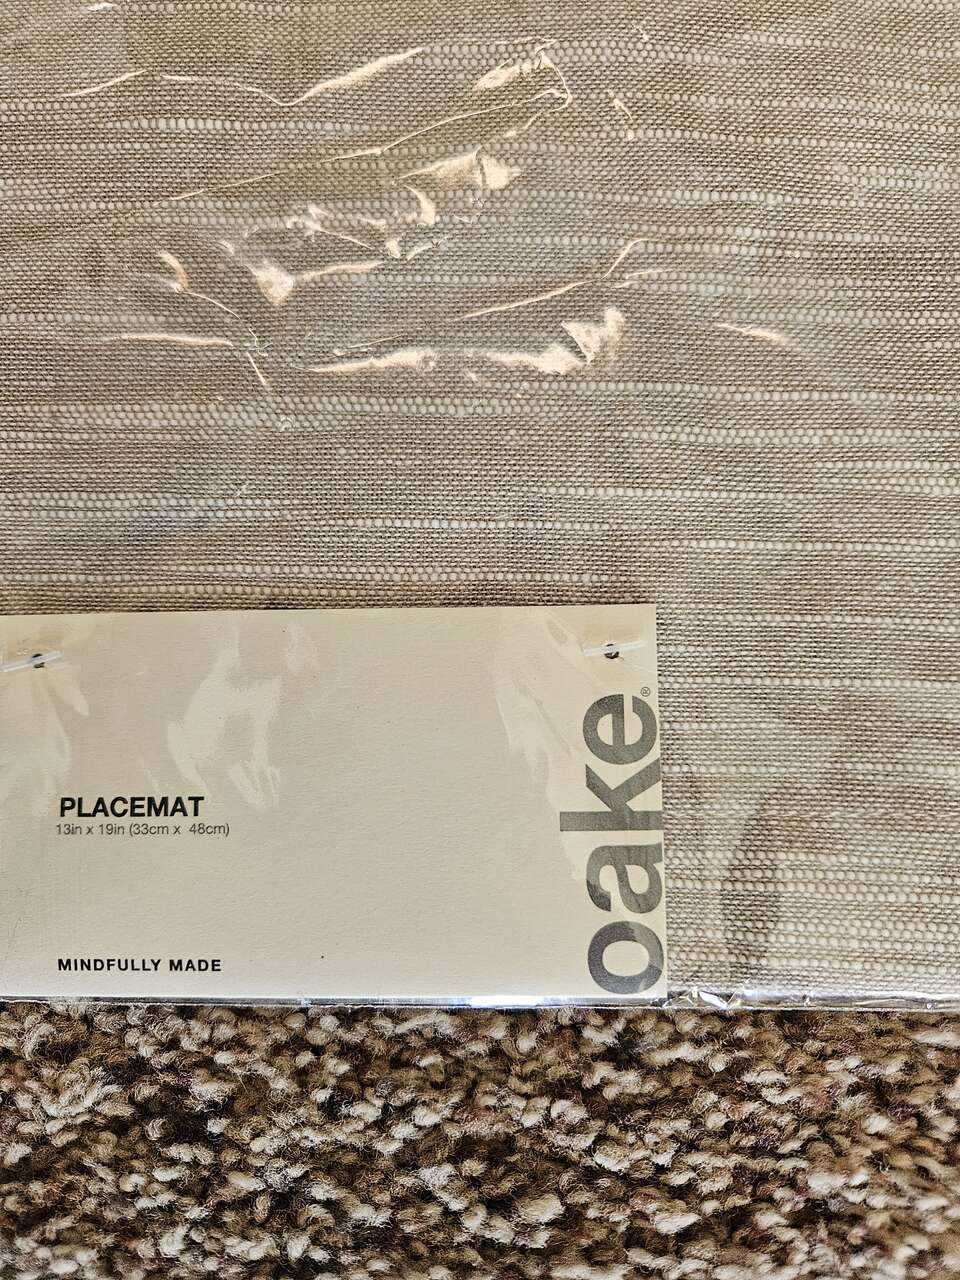 PLACEMAT
13in x 19in (33cm x 48cm)
MINDFULLY MADE
oake®